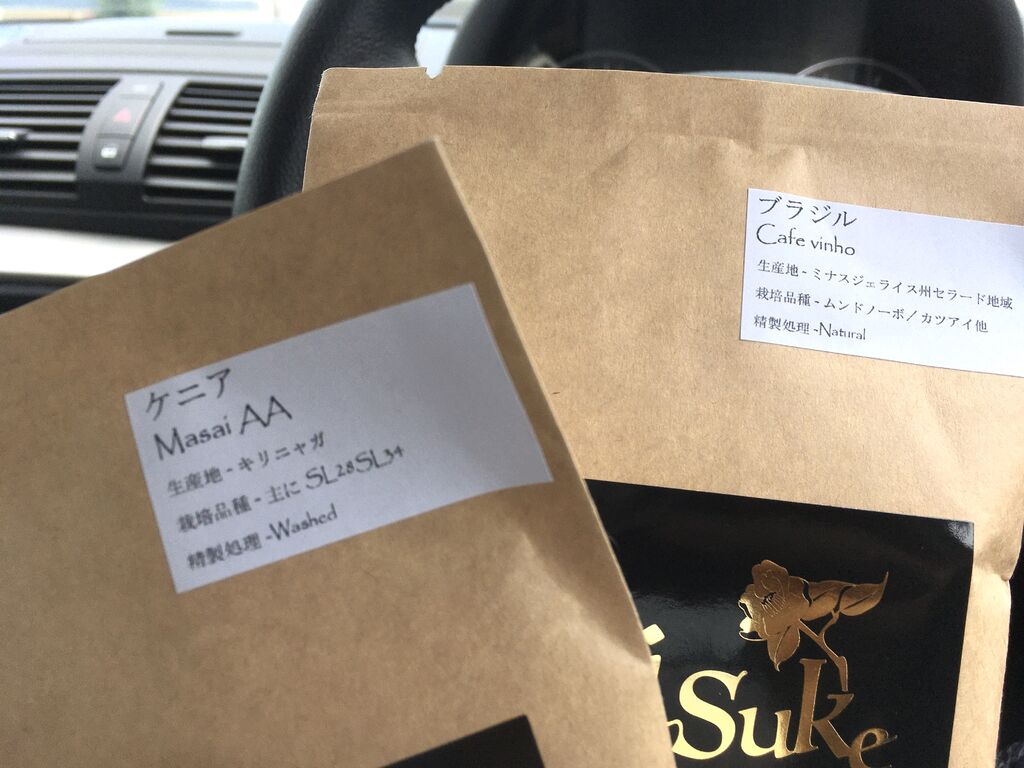 ケニア
Masai AA
生産地 - キリニャガ
栽培品種 - 主に SL28SL34
精製処理 -Washed
ブラジル
Cafe vinho
生産地 - ミナスジェライス州セラード地域
栽培品種 - ムンドノーボ／カツアイ他
精製処理 -Natural
Suke